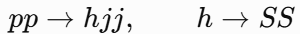 pp → hjj,    h → SS